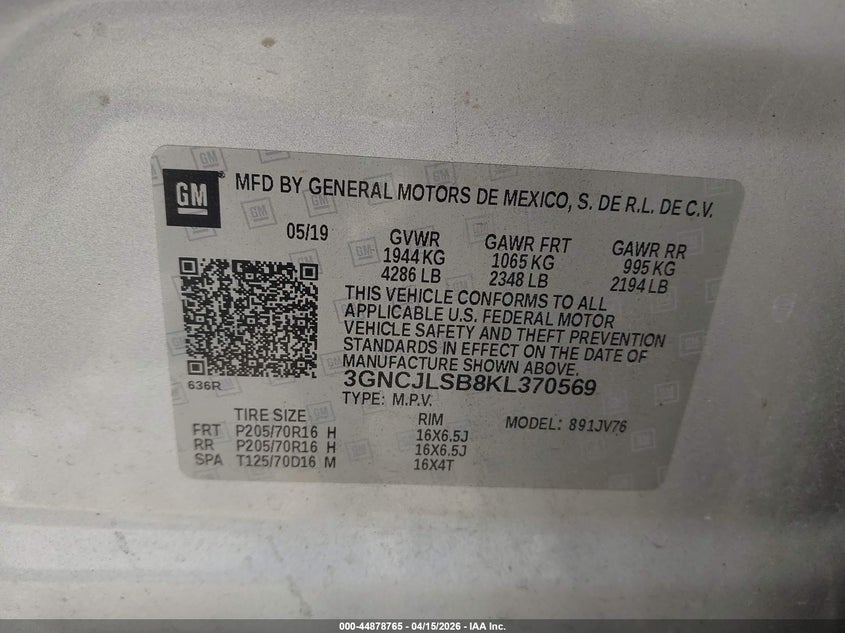 GM MFD BY GENERAL MOTORS DE MEXICO, S. DE R.L. DE C.V.
05/19
GVWR GAWR FRT GAWR RR
1944 KG 1065 KG 995 KG
4286 LB 2348 LB 2194 LB
THIS VEHICLE CONFORMS TO ALL
APPLICABLE U.S. FEDERAL MOTOR
VEHICLE SAFETY AND THEFT PREVENTION
STANDARDS IN EFFECT ON THE DATE OF
MANUFACTURE SHOWN ABOVE.
636R
3GNCJLSB8KL370569
TYPE: M.P.V.
TIRE SIZE RIM MODEL: 891JV76
FRT P205/70R16 H 16X6.5J
RR P205/70R16 H 16X6.5J
SPA T125/70D16 M 16X4T
000-44878765 - 04/15/2026 - IAA Inc.